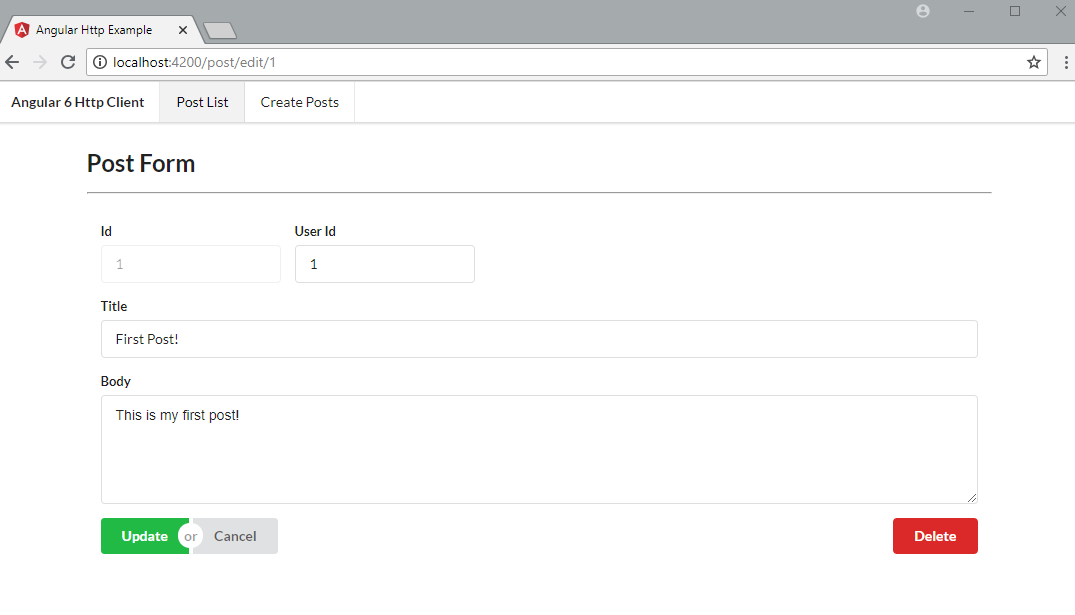 Angular Http Example
localhost:4200/post/edit/1
Angular 6 Http Client Post List Create Posts
Post Form
Id User Id
1 1
Title
First Post!
Body
This is my first post!
Update or Cancel Delete